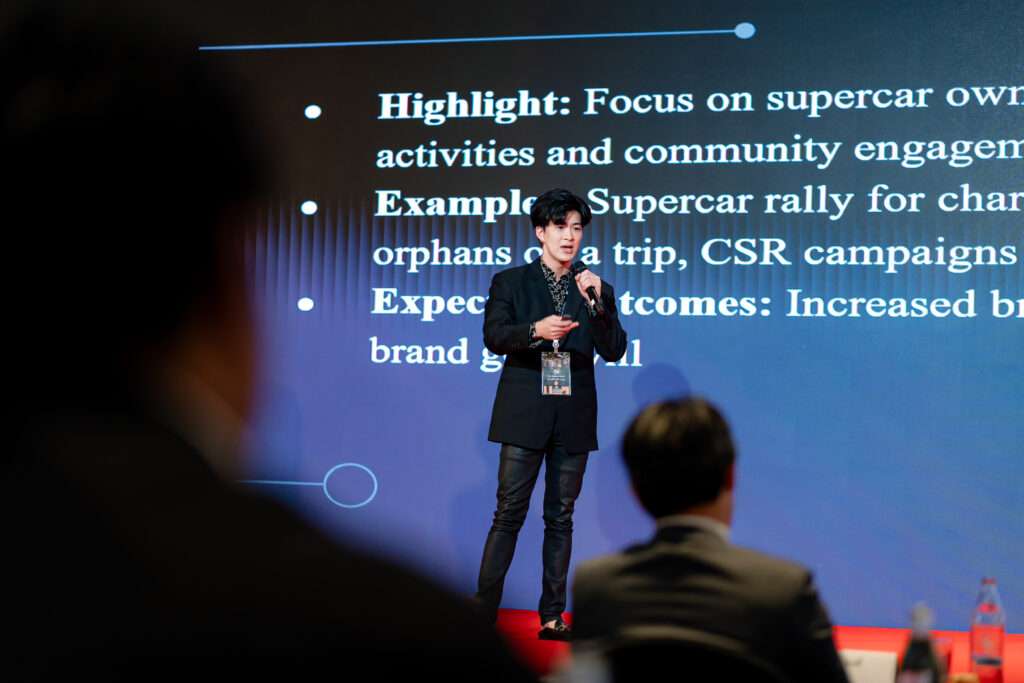 Highlight: Focus on supercar own
activities and community engagem
Example Supercar rally for char
orphans a trip, CSR campaigns
Expec tcomes: Increased br
brand g ill